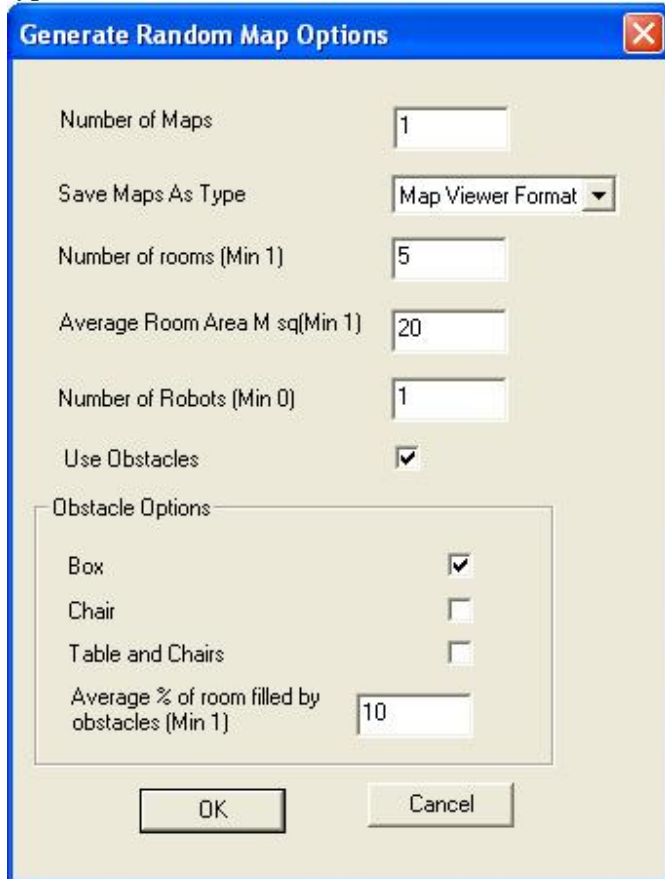 Generate Random Map Options
Number of Maps
1
Save Maps As Type
Map Viewer Format
Number of rooms (Min 1)
5
Average Room Area M sq(Min 1)
20
Number of Robots (Min 0)
1
Use Obstacles
Obstacle Options
Box
Chair
Table and Chairs
Average % of room filled by
obstacles (Min 1)
10
OK
Cancel